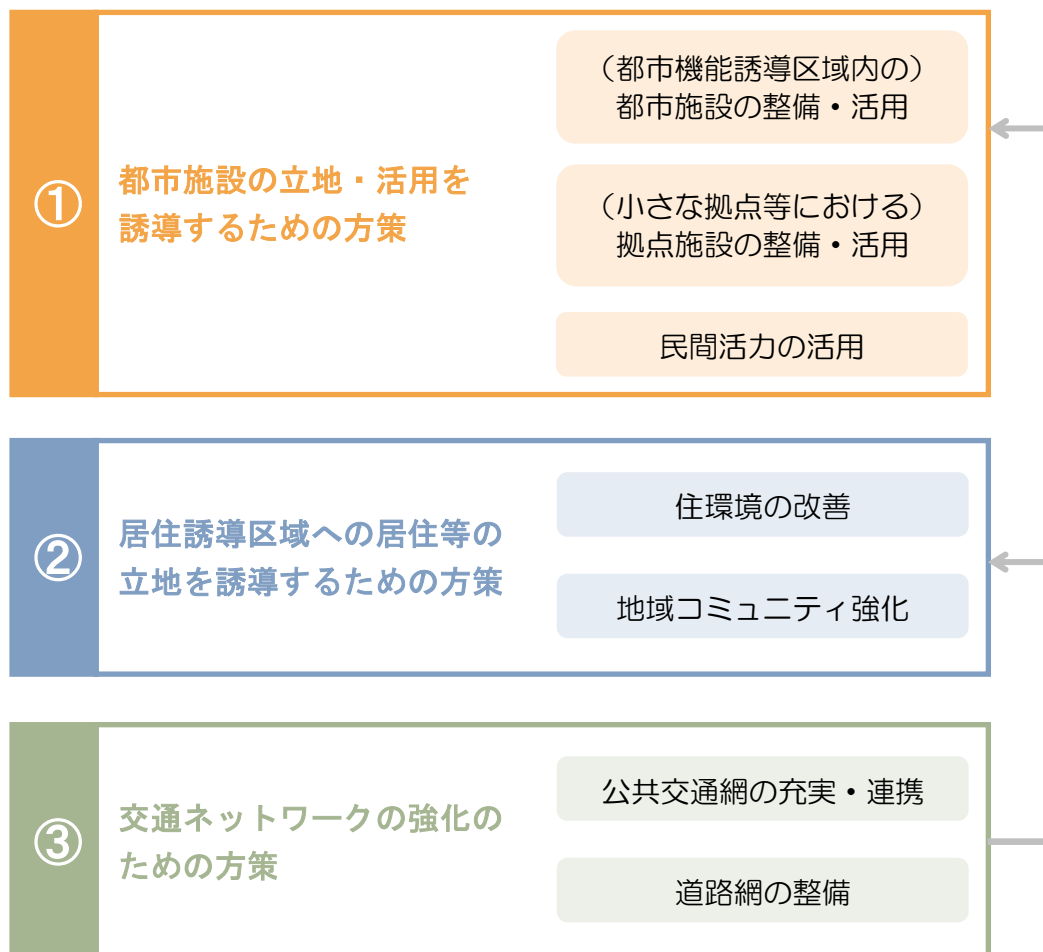 ①
都市施設の立地・活用を
誘導するための方策
（都市機能誘導区域内の）
都市施設の整備・活用
（小さな拠点等における）
拠点施設の整備・活用
民間活力の活用
②
居住誘導区域への居住等の
立地を誘導するための方策
住環境の改善
地域コミュニティ強化
③
交通ネットワークの強化の
ための方策
公共交通網の充実・連携
道路網の整備